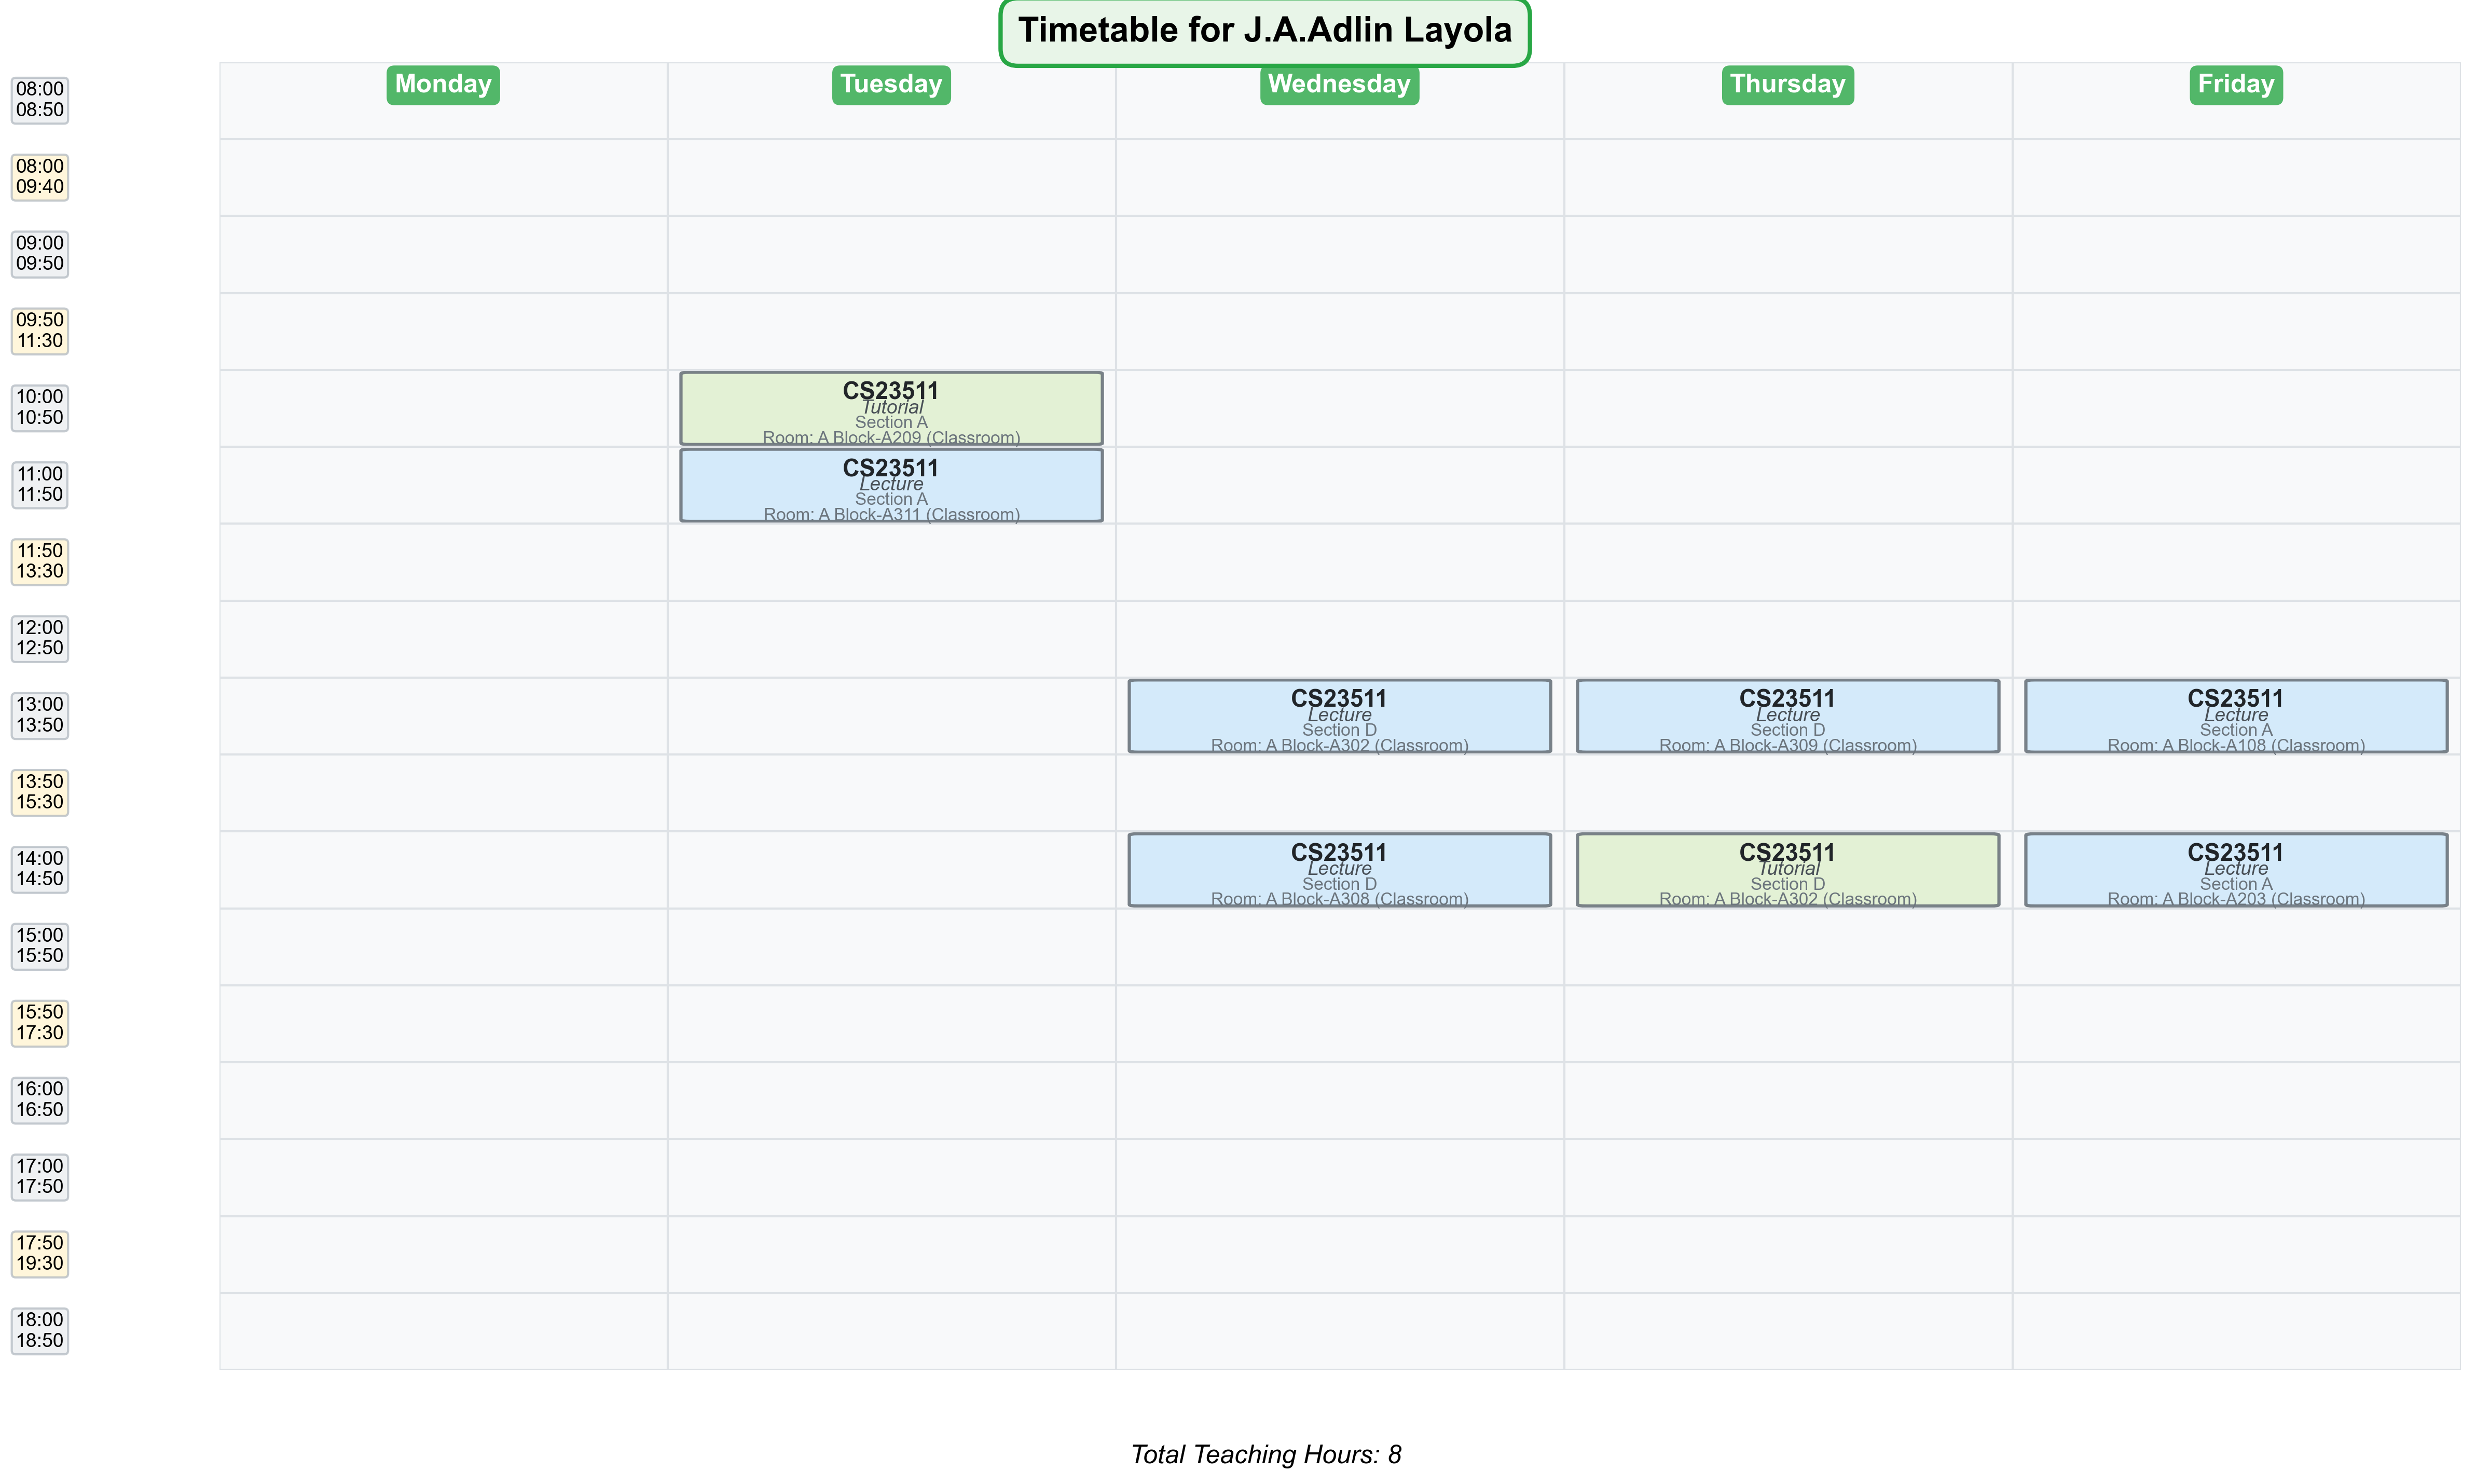 Timetable for J.A.Adlin Layola
Monday
Tuesday
Wednesday
Thursday
Friday
08:00
08:50
08:00
09:40
09:00
09:50
09:50
11:30
10:00
10:50
CS23511
Tutorial
Section A
Room: A Block-A209 (Classroom)
11:00
11:50
CS23511
Lecture
Section A
Room: A Block-A311 (Classroom)
11:50
13:30
12:00
12:50
13:00
13:50
CS23511
Lecture
Section D
Room: A Block-A302 (Classroom)
CS23511
Lecture
Section D
Room: A Block-A309 (Classroom)
CS23511
Lecture
Section A
Room: A Block-A108 (Classroom)
13:50
15:30
14:00
14:50
CS23511
Lecture
Section D
Room: A Block-A308 (Classroom)
CS23511
Tutorial
Section D
Room: A Block-A302 (Classroom)
CS23511
Lecture
Section A
Room: A Block-A203 (Classroom)
15:00
15:50
15:50
17:30
16:00
16:50
17:00
17:50
17:50
19:30
18:00
18:50
Total Teaching Hours: 8